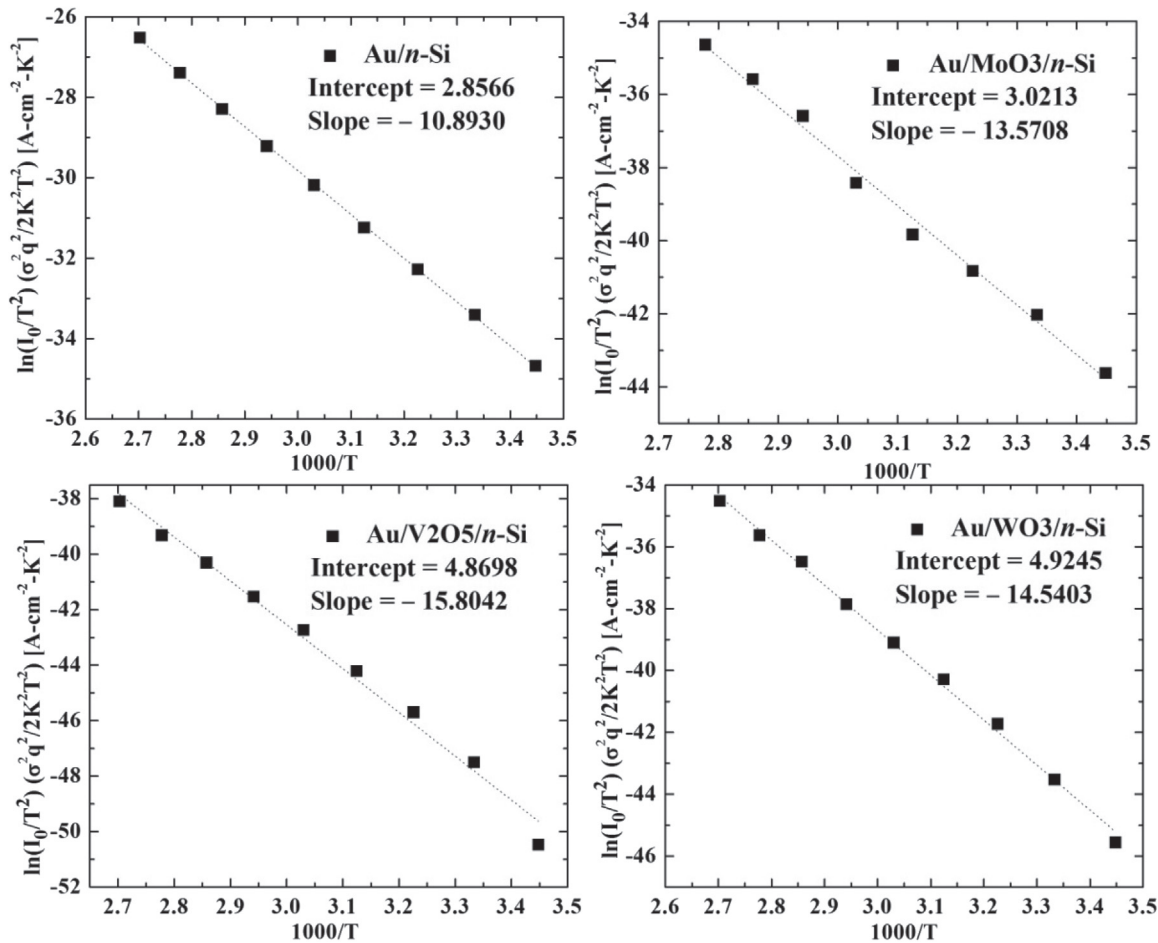 ln(I₀/T²) (σ²q²/2K²T²) [A-cm⁻²-K⁻²]
-26
-28
-30
-32
-34
-36
Au/n-Si
Intercept = 2.8566
Slope = – 10.8930
2.6 2.7 2.8 2.9 3.0 3.1 3.2 3.3 3.4 3.5
1000/T
ln(I₀/T²) (σ²q²/2K²T²) [A-cm⁻²-K⁻²]
-34
-36
-38
-40
-42
-44
Au/MoO3/n-Si
Intercept = 3.0213
Slope = – 13.5708
2.7 2.8 2.9 3.0 3.1 3.2 3.3 3.4 3.5
1000/T
ln(I₀/T²) (σ²q²/2K²T²) [A-cm⁻²-K⁻²]
-38
-40
-42
-44
-46
-48
-50
-52
Au/V2O5/n-Si
Intercept = 4.8698
Slope = – 15.8042
2.7 2.8 2.9 3.0 3.1 3.2 3.3 3.4 3.5
1000/T
ln(I₀/T²) (σ²q²/2K²T²) [A-cm⁻²-K⁻²]
-34
-36
-38
-40
-42
-44
-46
Au/WO3/n-Si
Intercept = 4.9245
Slope = – 14.5403
2.6 2.7 2.8 2.9 3.0 3.1 3.2 3.3 3.4 3.5
1000/T